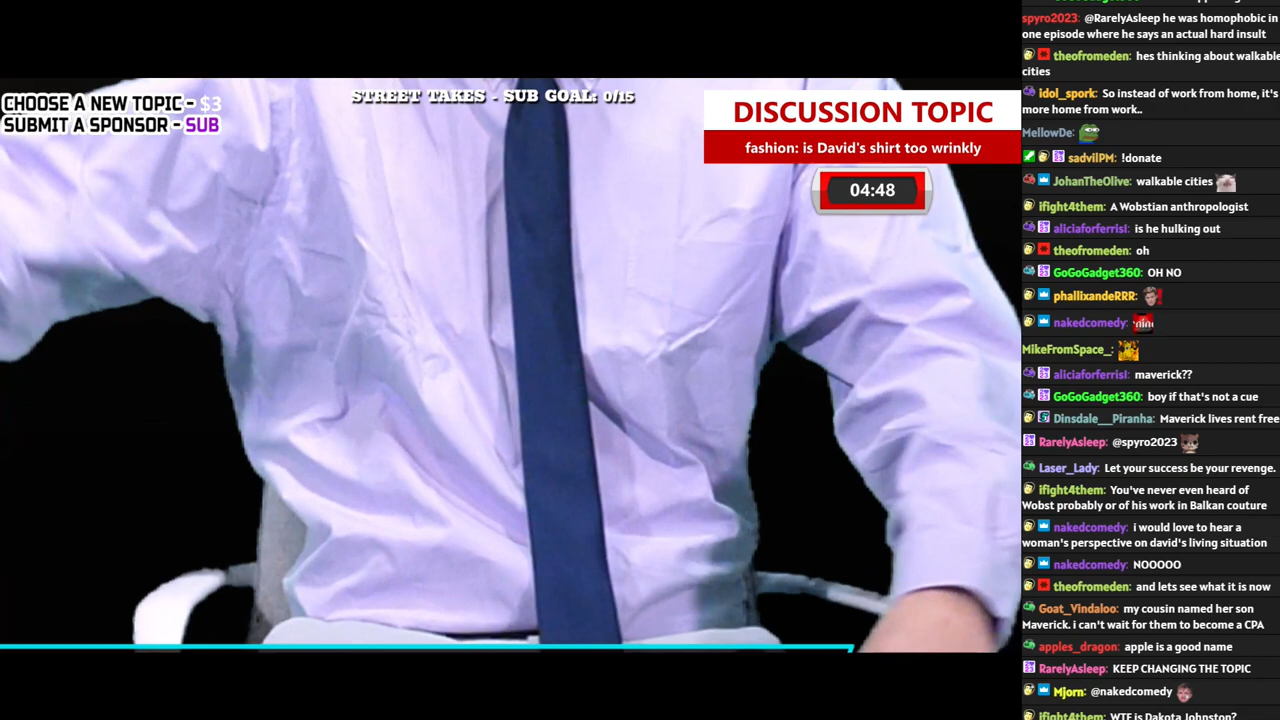 CHOOSE A NEW TOPIC - $3
SUBMIT A SPONSOR - SUB
STREET TAKES - SUB GOAL: 0/15
DISCUSSION TOPIC
fashion: is David's shirt too wrinkly
04:48
spyro2023: @RarelyAsleep he was homophobic in
one episode where he says an actual hard insult
theofromeden: hes thinking about walkable
cities
idol_spork: So instead of work from home, it's
more home from work..
MellowDe:
sadvilPM: !donate
JohanTheOlive: walkable cities
ifight4them: A Wobstian anthropologist
aliciaforferrisl: is he hulking out
theofromeden: oh
GoGoGadget360: OH NO
phallixandeRRR:
nakedcomedy:
MikeFromSpace_:
aliciaforferrisl: maverick??
GoGoGadget360: boy if that's not a cue
Dinsdale__Piranha: Maverick lives rent free
RarelyAsleep: @spyro2023
Laser_Lady: Let your success be your revenge.
ifight4them: You've never even heard of
Wobst probably or of his work in Balkan couture
nakedcomedy: i would love to hear a
woman's perspective on david's living situation
nakedcomedy: NOOOOO
theofromeden: and lets see what it is now
Goat_Vindaloo: my cousin named her son
Maverick. i can't wait for them to become a CPA
apples_dragon: apple is a good name
RarelyAsleep: KEEP CHANGING THE TOPIC
Mjorn: @nakedcomedy
ifight4them: WTF is Dakota Johnston?